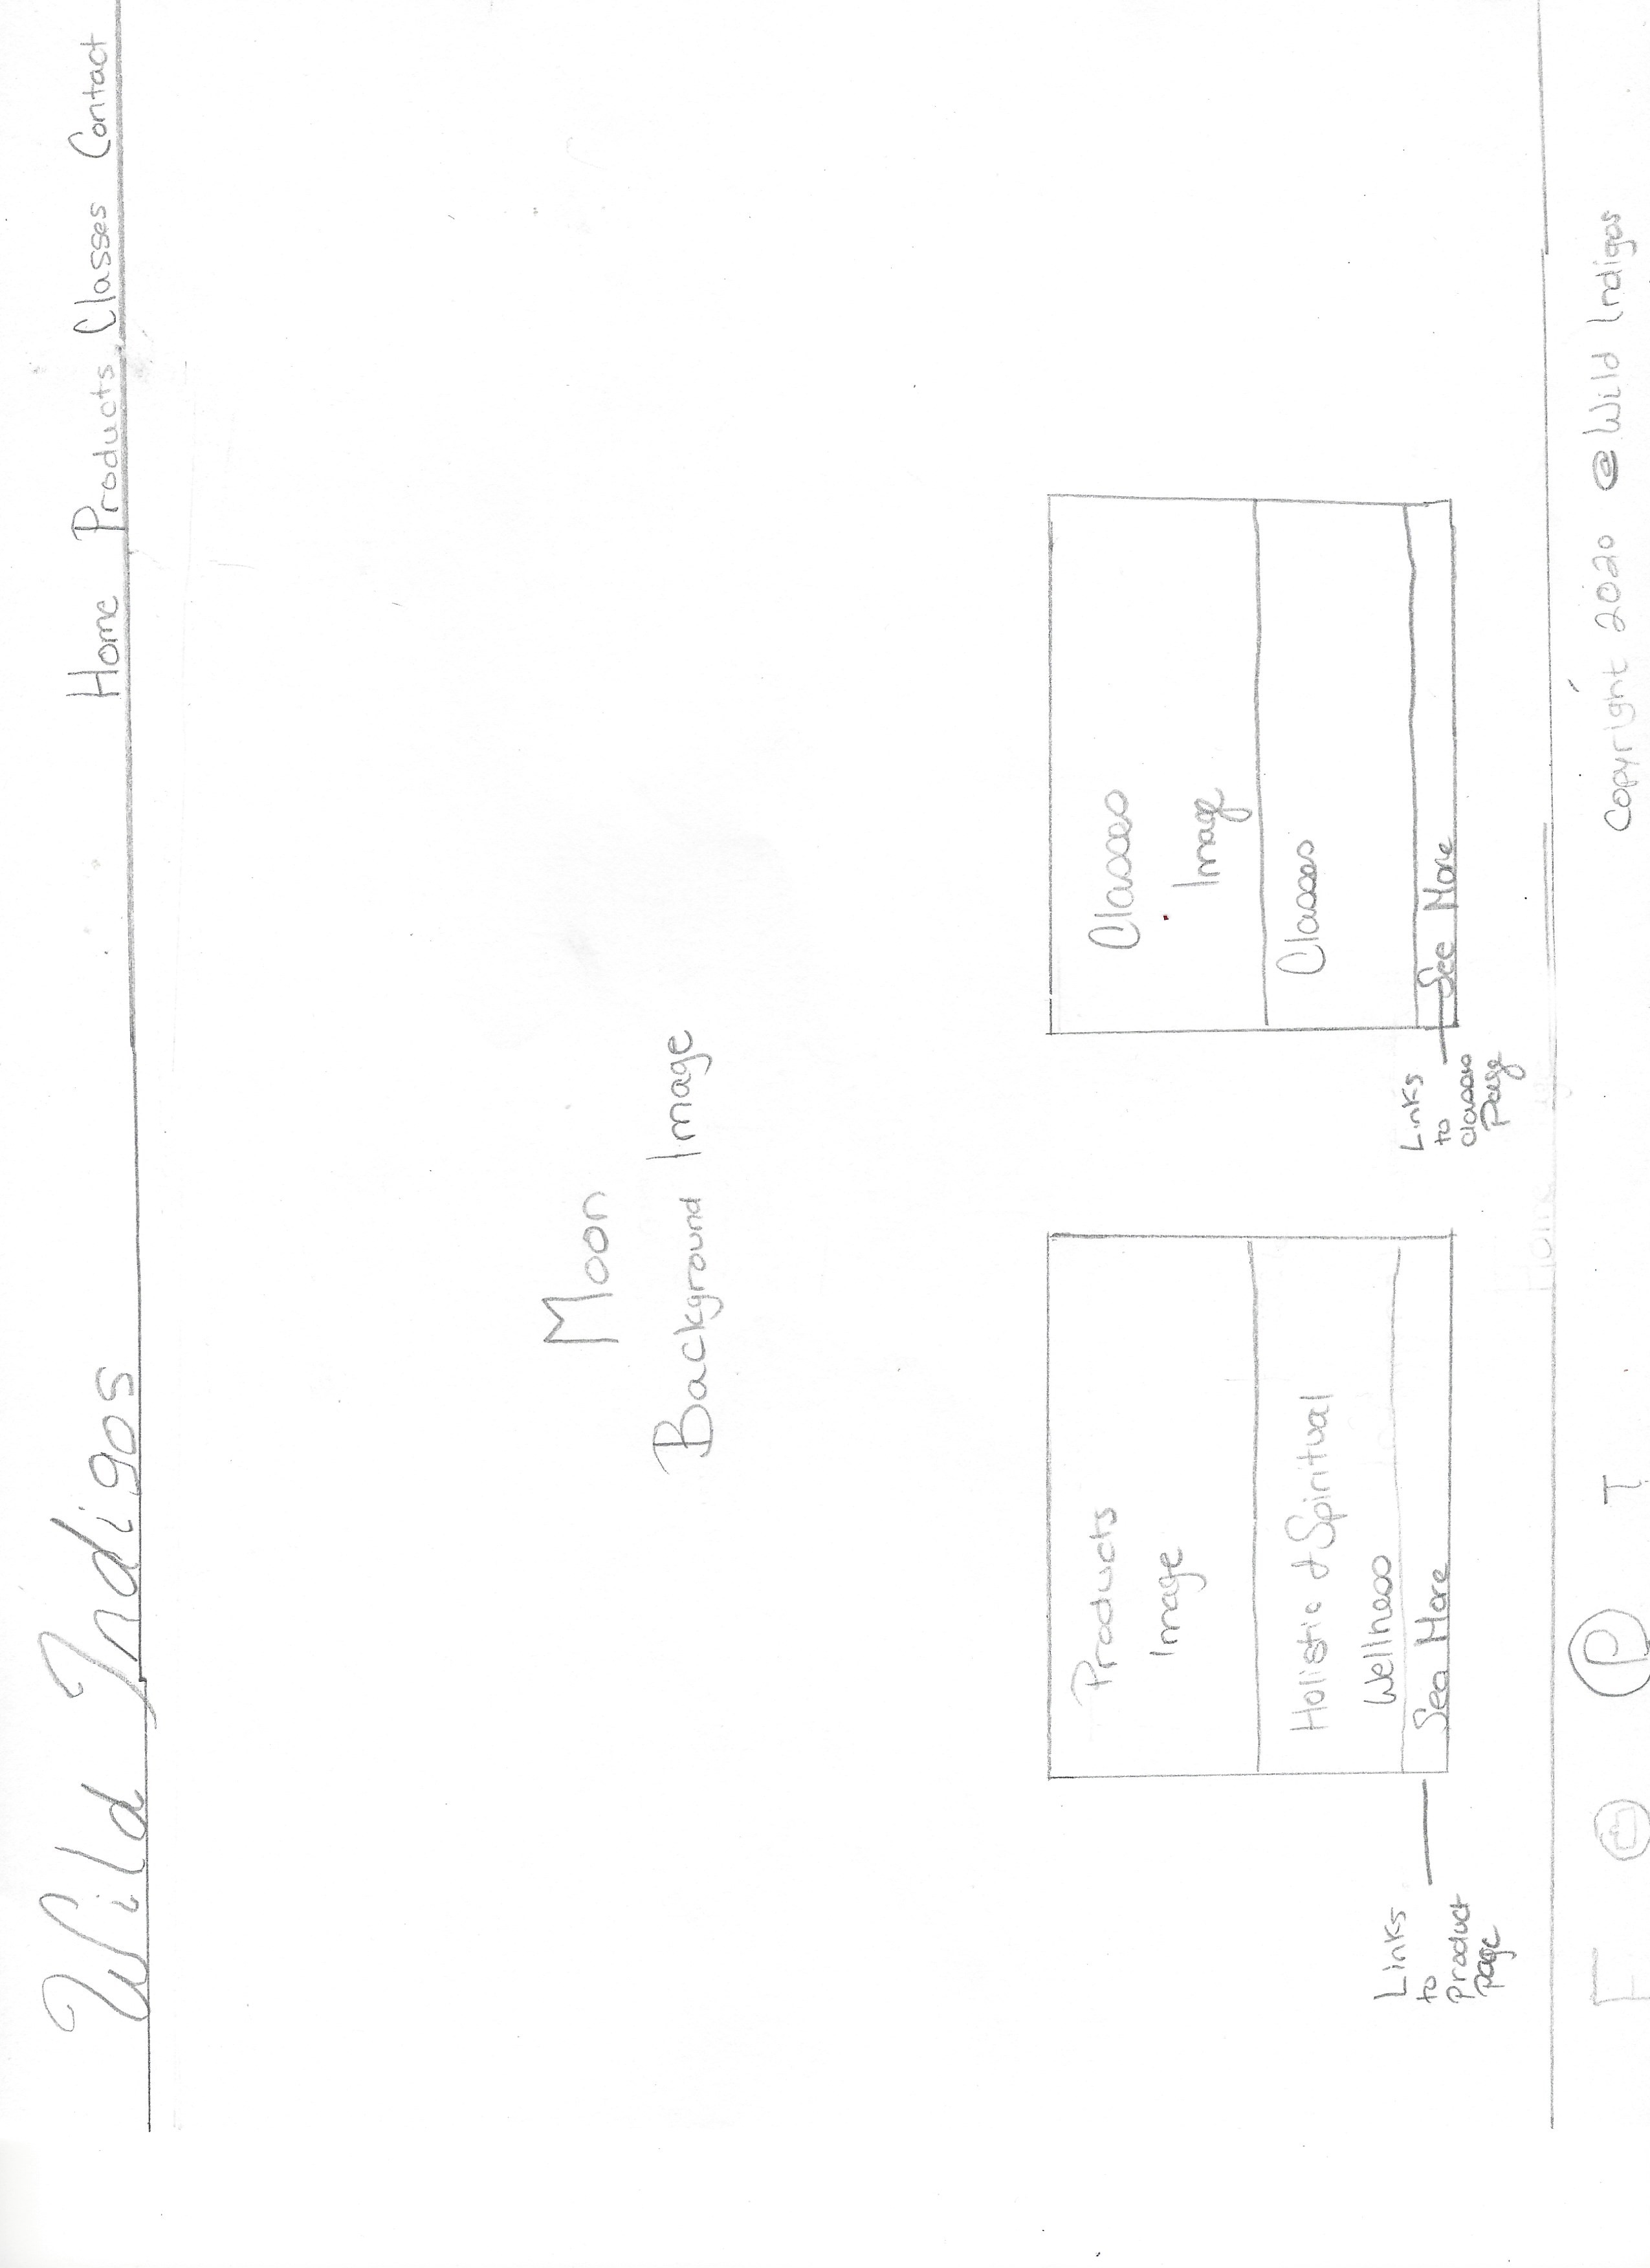 Wild Indigos
Home Products Classes Contact
Moon
Background Image
Products
Image
Holistic & Spiritual
Wellness
See More
Links
to
Product
page
Classes
Image
Classes
See More
Links
to
classes
page
F
P
T
Copyright 2020 @ Wild Indigos